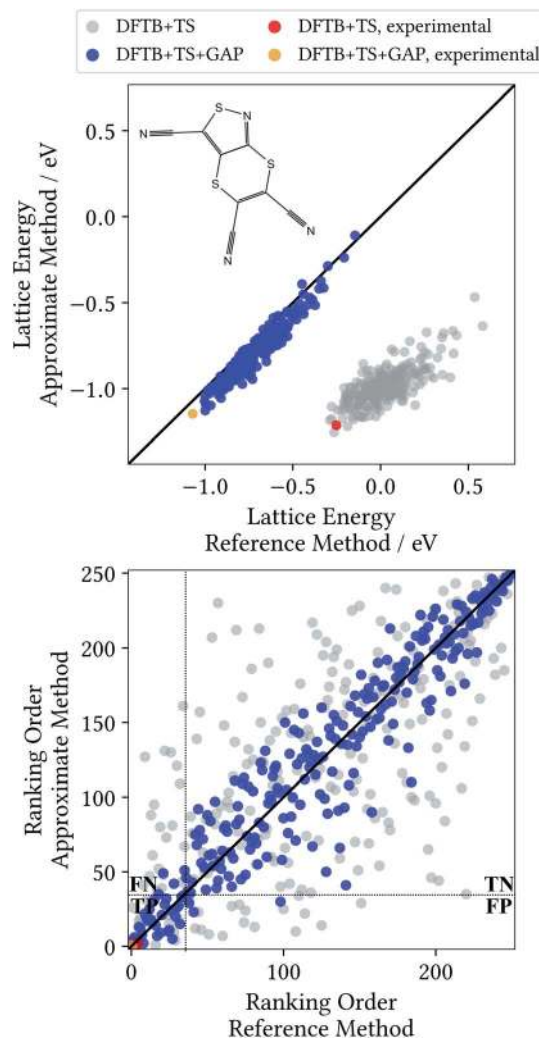 DFTB+TS
DFTB+TS, experimental
DFTB+TS+GAP
DFTB+TS+GAP, experimental
Lattice Energy
Approximate Method / eV
0.5
0.0
−0.5
−1.0
S
N
N
S
S
N
N
−1.0
−0.5
0.0
0.5
Lattice Energy
Reference Method / eV
Ranking Order
Approximate Method
250
200
150
100
50
0
FN
TN
TP
FP
0
100
200
Ranking Order
Reference Method